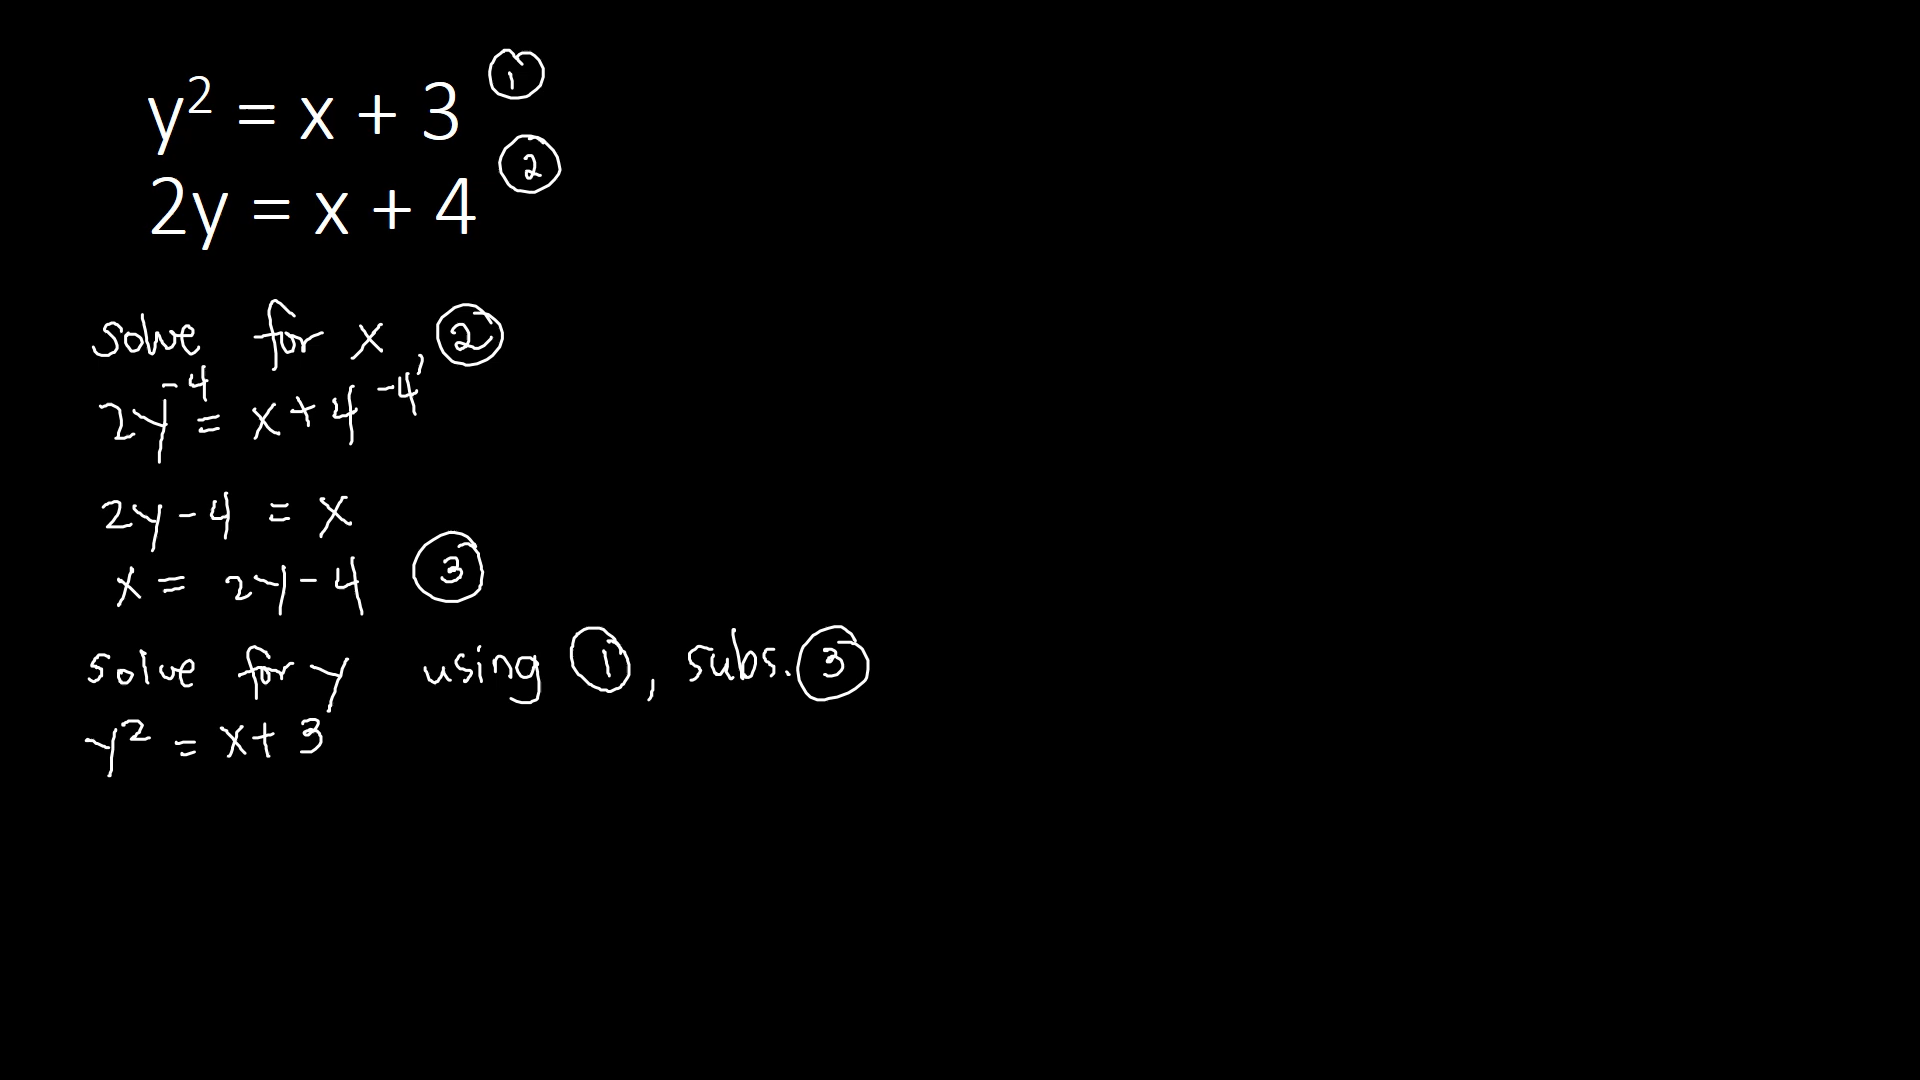 y² = x + 3 ①
2y = x + 4 ②
solve for x, ②
2y⁻⁴ = x + 4 ⁻⁴
2y - 4 = x
x = 2y - 4 ③
solve for y using ①, subs. ③
y² = x + 3